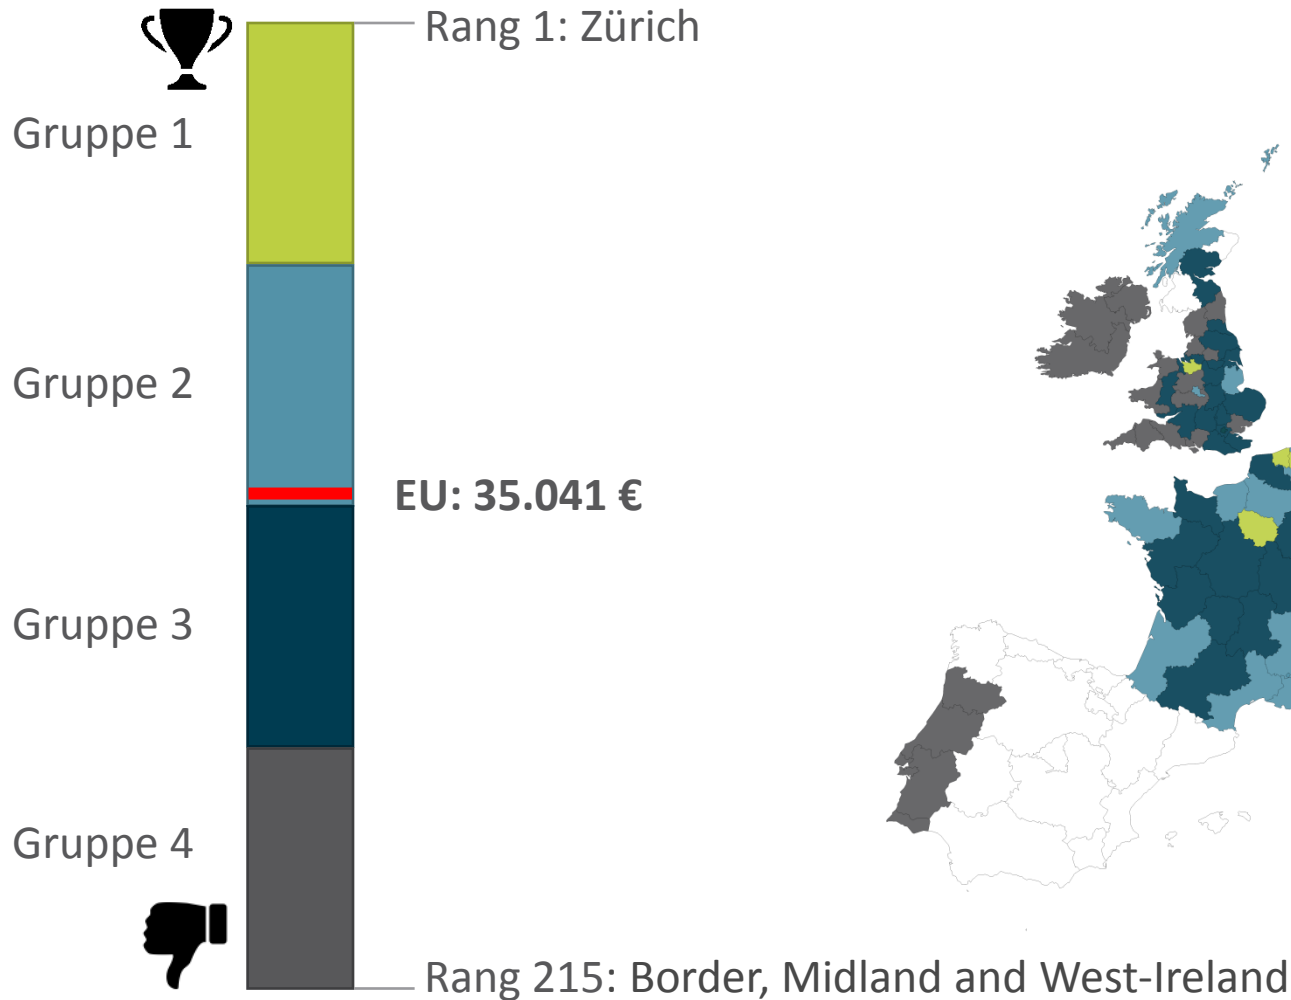 Rang 1: Zürich
Gruppe 1
Gruppe 2
EU: 35.041 €
Gruppe 3
Gruppe 4
Rang 215: Border, Midland and West-Ireland